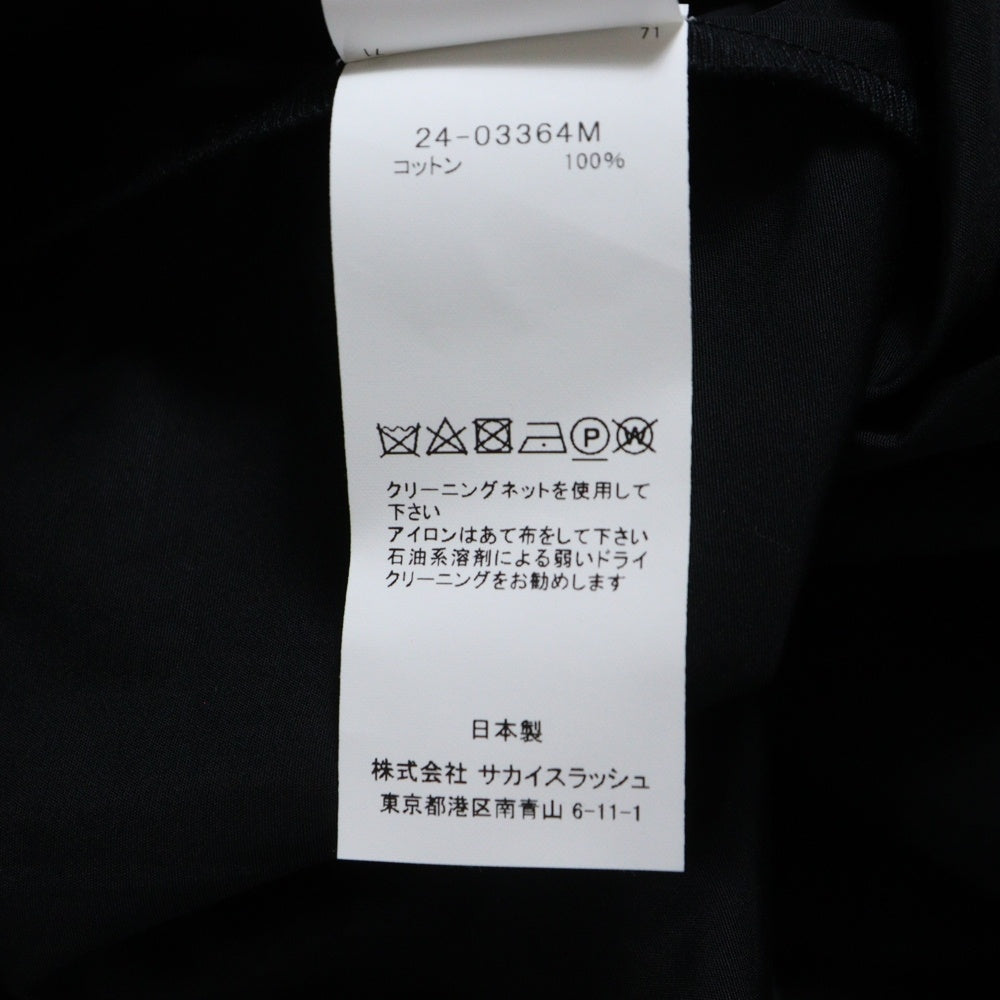 71
24-03364M
コットン 100%
P W
クリーニングネットを使用して
下さい
アイロンはあて布をして下さい
石油系溶剤による弱いドライ
クリーニングをお勧めします
日本製
株式会社 サカイスラッシュ
東京都港区南青山 6-11-1